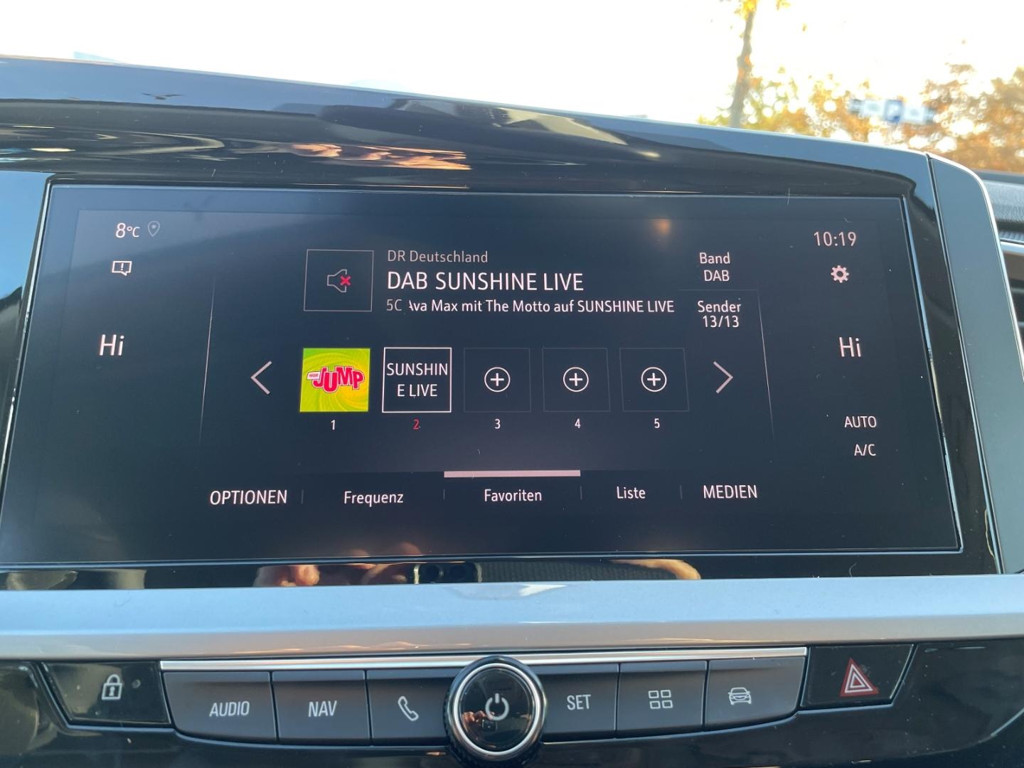 8°C
10:19
DR Deutschland
DAB SUNSHINE LIVE
5C Ava Max mit The Motto auf SUNSHINE LIVE
Band
DAB
Sender
13/13
Hi
Hi
JUMP
SUNSHIN
E LIVE
1
2
3
4
5
AUTO
A/C
OPTIONEN
Frequenz
Favoriten
Liste
MEDIEN
AUDIO
NAV
SET